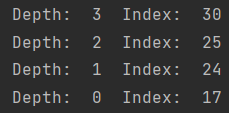 Depth:  3  Index:  30
Depth:  2  Index:  25
Depth:  1  Index:  24
Depth:  0  Index:  17